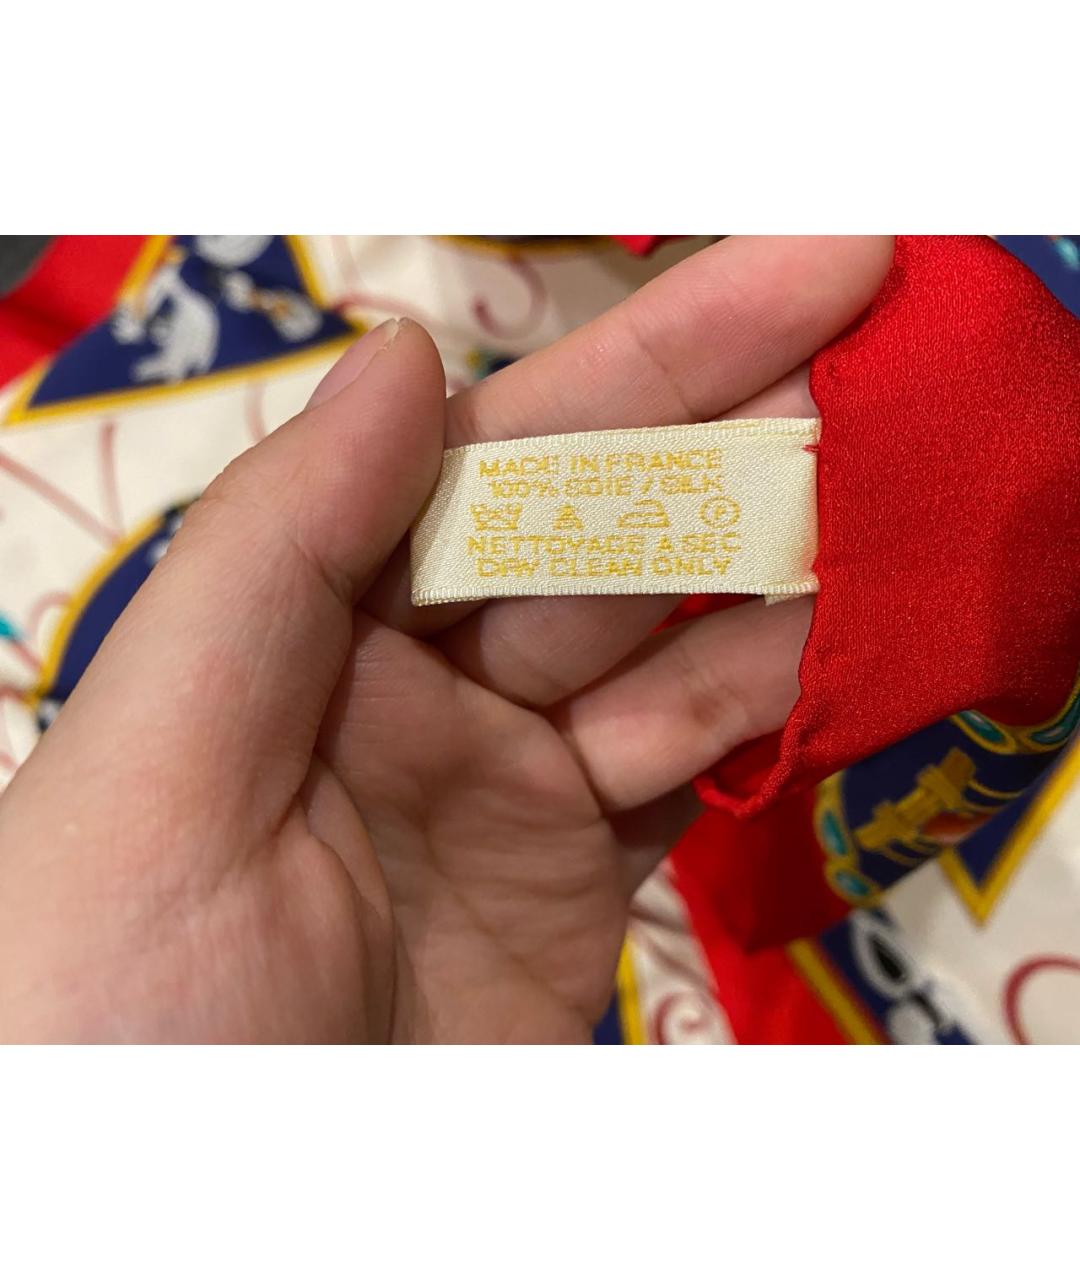 MADE IN FRANCE
100% SOIE / SILK
P
NETTOYAGE A SEC
DRY CLEAN ONLY